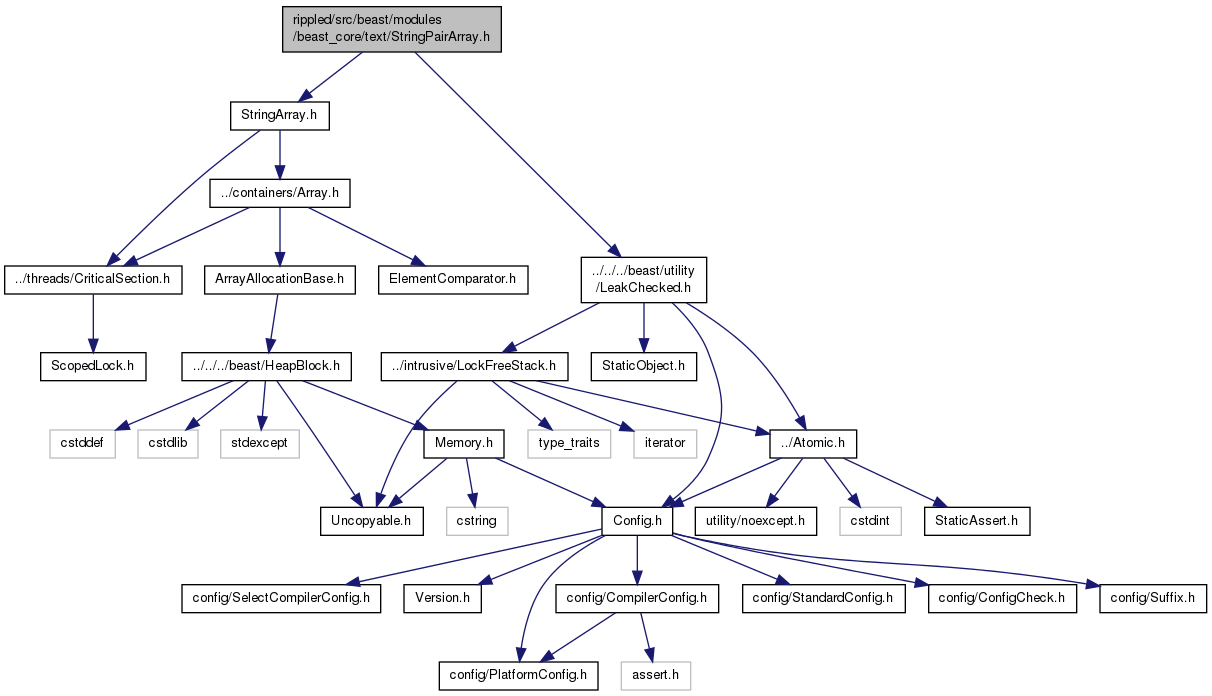 rippled/src/beast/modules
/beast_core/text/StringPairArray.h
StringArray.h
../containers/Array.h
../threads/CriticalSection.h
ArrayAllocationBase.h
ElementComparator.h
../../../beast/utility
/LeakChecked.h
ScopedLock.h
../../../beast/HeapBlock.h
../intrusive/LockFreeStack.h
StaticObject.h
cstddef
cstdlib
stdexcept
Memory.h
type_traits
iterator
../Atomic.h
Uncopyable.h
cstring
Config.h
utility/noexcept.h
cstdint
StaticAssert.h
config/SelectCompilerConfig.h
Version.h
config/CompilerConfig.h
config/StandardConfig.h
config/ConfigCheck.h
config/Suffix.h
config/PlatformConfig.h
assert.h